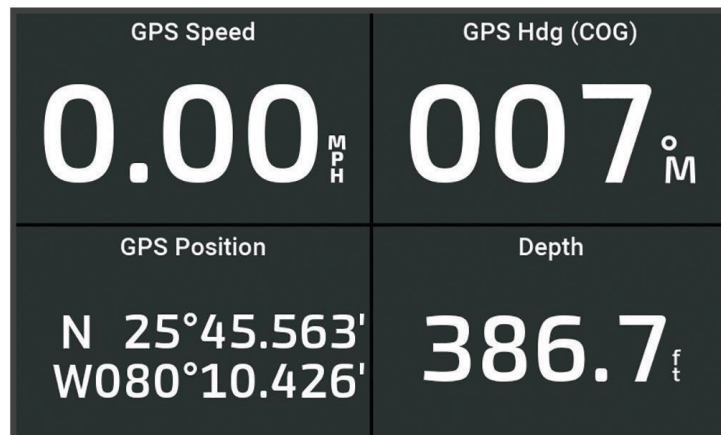 GPS Speed
0.00 MPH
GPS Hdg (COG)
007 °M
GPS Position
N 25°45.563'
W080°10.426'
Depth
386.7 ft